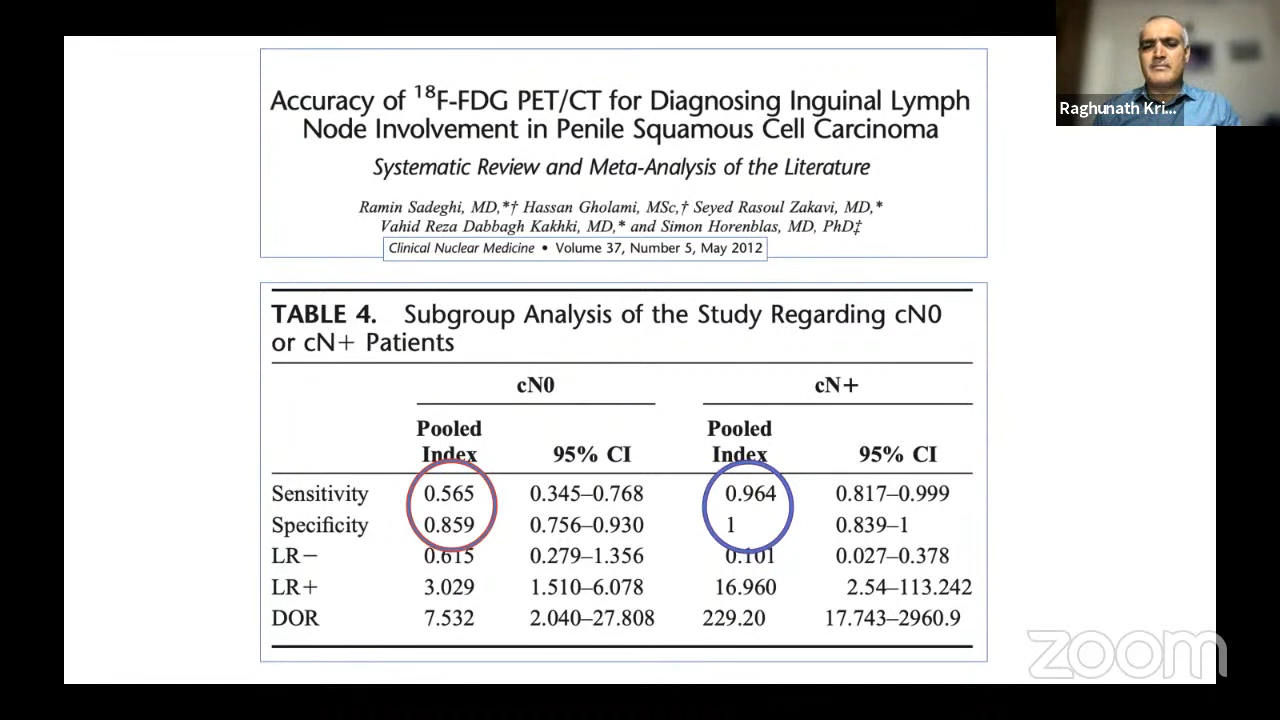 Accuracy of 18F-FDG PET/CT for Diagnosing Inguinal Lymph
Node Involvement in Penile Squamous Cell Carcinoma
Systematic Review and Meta-Analysis of the Literature
Ramin Sadeghi, MD,*† Hassan Gholami, MSc,† Seyed Rasoul Zakavi, MD,*
Vahid Reza Dabbagh Kakhki, MD,* and Simon Horenblas, MD, PhD‡
Clinical Nuclear Medicine • Volume 37, Number 5, May 2012
Raghunath Kri...
TABLE 4. Subgroup Analysis of the Study Regarding cN0
or cN+ Patients
cN0 cN+
Pooled Pooled
Index 95% CI Index 95% CI
Sensitivity 0.565 0.345–0.768 0.964 0.817–0.999
Specificity 0.859 0.756–0.930 1 0.839–1
LR− 0.615 0.279–1.356 0.101 0.027–0.378
LR+ 3.029 1.510–6.078 16.960 2.54–113.242
DOR 7.532 2.040–27.808 229.20 17.743–2960.9
zoom